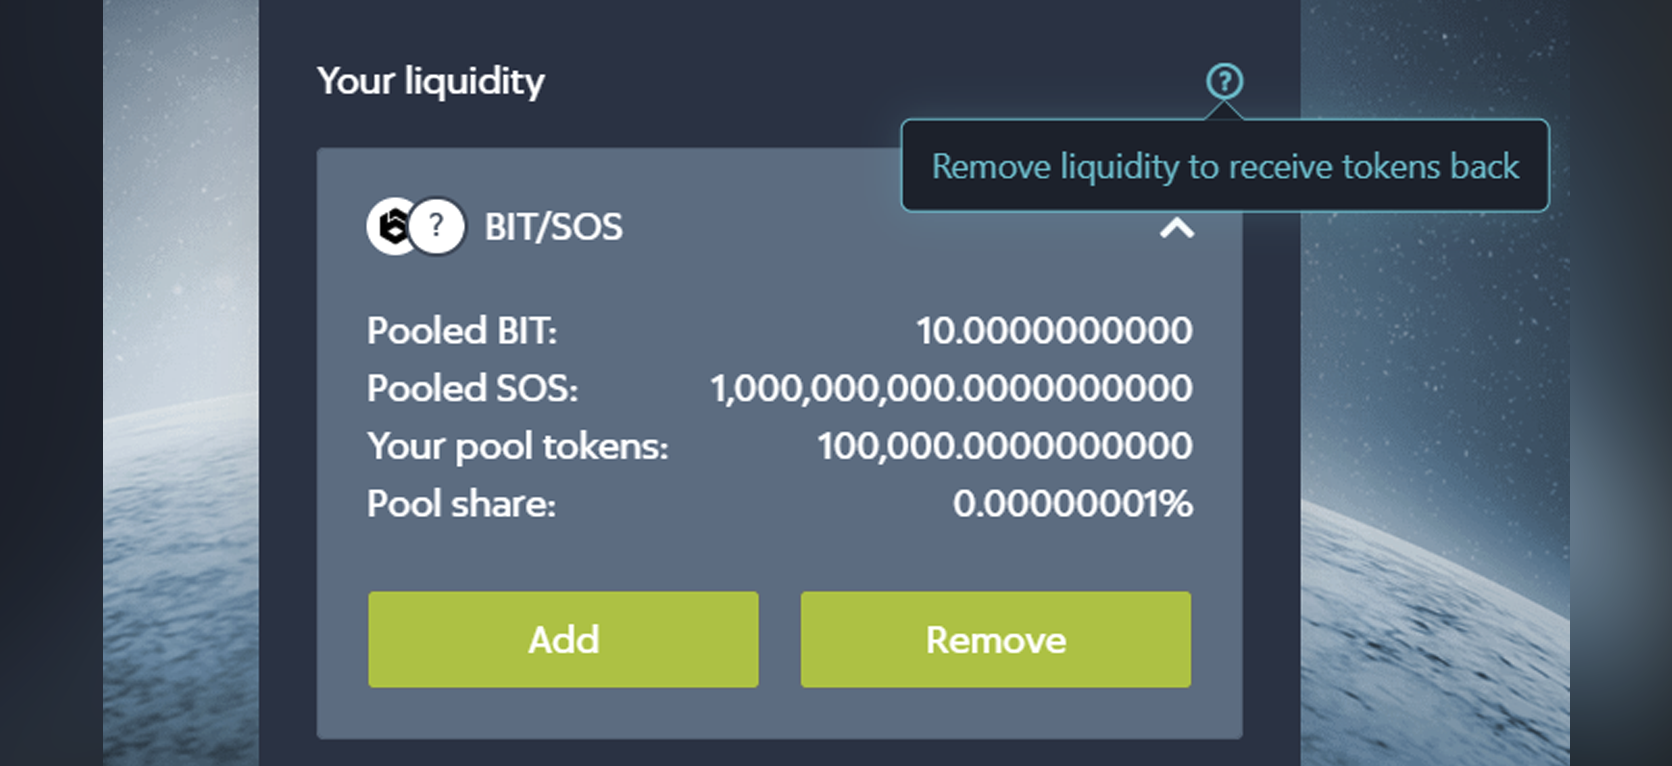 Your liquidity
?
Remove liquidity to receive tokens back
? BIT/SOS
Pooled BIT: 10.0000000000
Pooled SOS: 1,000,000,000.0000000000
Your pool tokens: 100,000.0000000000
Pool share: 0.00000001%
Add Remove